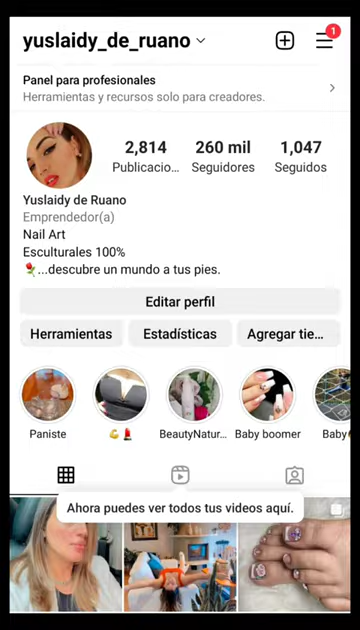 yuslaidy_de_ruano
1
Panel para profesionales
Herramientas y recursos solo para creadores.
2,814
260 mil
1,047
Publicacio...
Seguidores
Seguidos
Yuslaidy de Ruano
Emprendedor(a)
Nail Art
Esculturales 100%
🌹...descubre un mundo a tus pies.
Editar perfil
Herramientas
Estadísticas
Agregar tie...
Paniste
💪💄
BeautyNatur...
Baby boomer
Baby
Ahora puedes ver todos tus videos aquí.